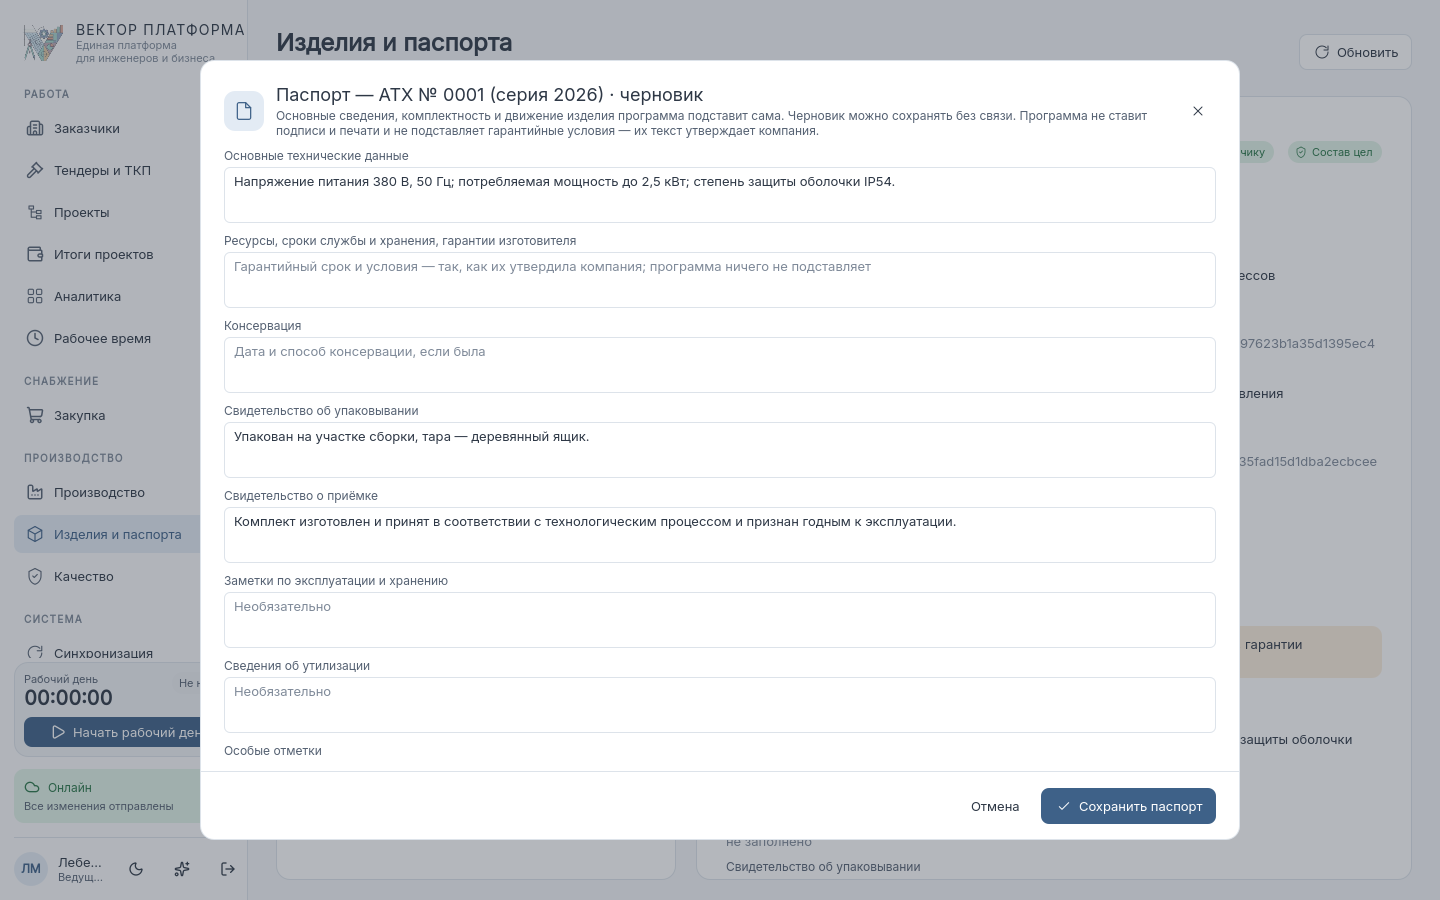 ВЕКТОР ПЛАТФОРМА
Единая платформа
для инженеров и бизнеса
РАБОТА
Заказчики
Тендеры и ТКП
Проекты
Итоги проектов
Аналитика
Рабочее время
СНАБЖЕНИЕ
Закупка
ПРОИЗВОДСТВО
Производство
Изделия и паспорта
Качество
СИСТЕМА
Синхронизация
Рабочий день
Не н
00:00:00
Начать рабочий ден
Онлайн
Все изменения отправлены
ЛМ
Лебе...
Ведущ...
Изделия и паспорта
Обновить
Паспорт — АТХ № 0001 (серия 2026) · черновик
Основные сведения, комплектность и движение изделия программа подставит сама. Черновик можно сохранять без связи. Программа не ставит
подписи и печати и не подставляет гарантийные условия — их текст утверждает компания.
Основные технические данные
Напряжение питания 380 В, 50 Гц; потребляемая мощность до 2,5 кВт; степень защиты оболочки IP54.
Ресурсы, сроки службы и хранения, гарантии изготовителя
Гарантийный срок и условия — так, как их утвердила компания; программа ничего не подставляет
Консервация
Дата и способ консервации, если была
Свидетельство об упаковывании
Упакован на участке сборки, тара — деревянный ящик.
Свидетельство о приёмке
Комплект изготовлен и принят в соответствии с технологическим процессом и признан годным к эксплуатации.
Заметки по эксплуатации и хранению
Необязательно
Сведения об утилизации
Необязательно
Особые отметки
Отмена
Сохранить паспорт
чику
Состав цел
ессов
97623b1a35d1395ec4
вления
35fad15d1dba2ecbcee
гарантии
защиты оболочки
не заполнено
Свидетельство об упаковывании